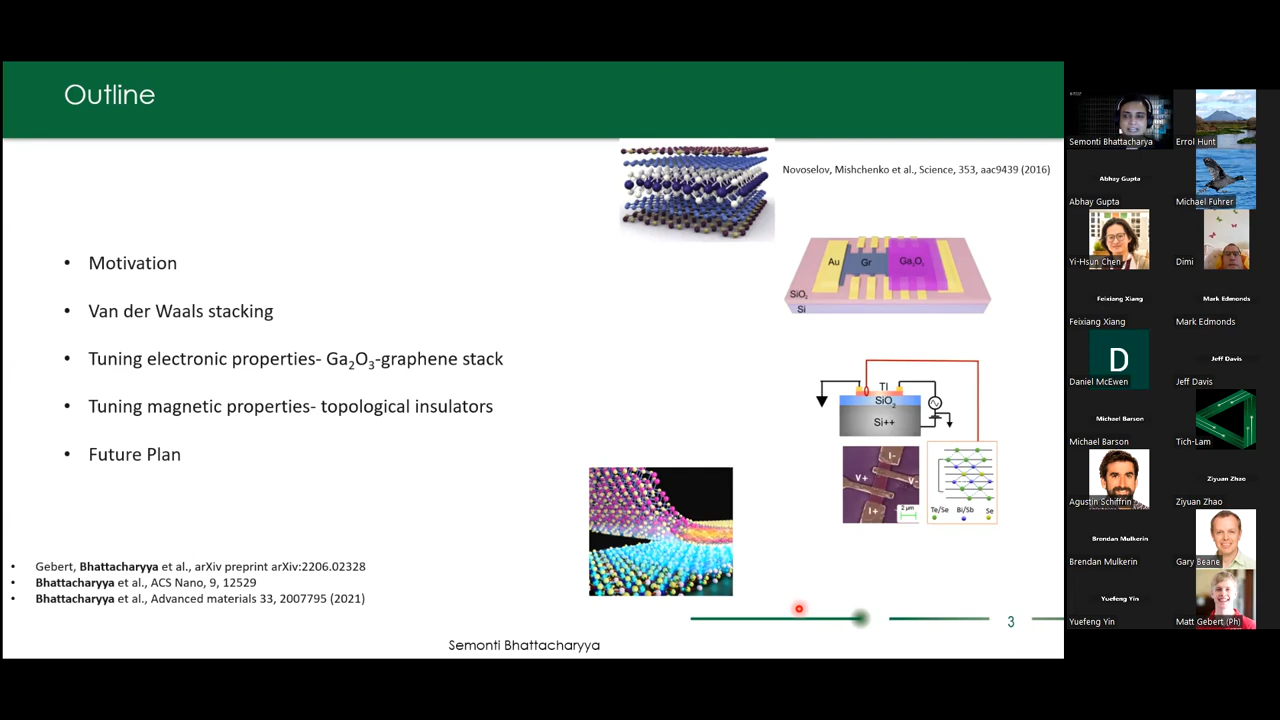 Outline
Novoselov, Mishchenko et al., Science, 353, aac9439 (2016)
Au
Gr
Ga₂O₃
SiO₂
Si
• Motivation
• Van der Waals stacking
• Tuning electronic properties- Ga₂O₃-graphene stack
• Tuning magnetic properties- topological insulators
• Future Plan
TI
SiO₂
Si++
I-
V+
V-
I+
2 μm
Te/Se
Bi/Sb
Se
• Gebert, Bhattacharyya et al., arXiv preprint arXiv:2206.02328
• Bhattacharyya et al., ACS Nano, 9, 12529
• Bhattacharyya et al., Advanced materials 33, 2007795 (2021)
3
Semonti Bhattacharyya
Semonti Bhattacharya
Errol Hunt
Abhay Gupta
Abhay Gupta
Michael Fuhrer
Yi-Hsun Chen
Dimi
Feixiang Xiang
Feixiang Xiang
Mark Edmonds
Mark Edmonds
D
Daniel McEwen
Jeff Davis
Jeff Davis
Michael Barson
Michael Barson
Tich-Lam
Agustin Schiffrin
Ziyuan Zhao
Ziyuan Zhao
Brendan Mulkerin
Brendan Mulkerin
Gary Beane
Yuefeng Yin
Yuefeng Yin
Matt Gebert (Ph)